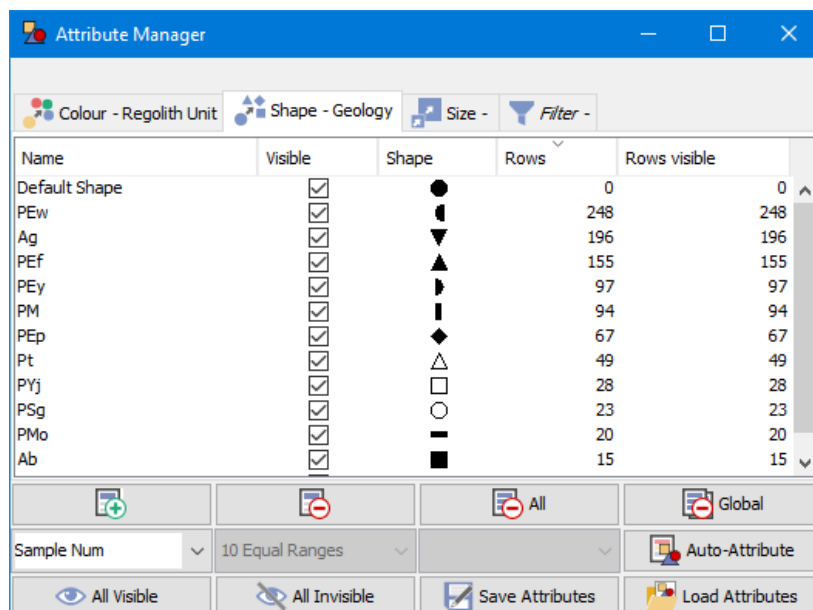 Attribute Manager
Colour - Regolith Unit Shape - Geology Size - Filter -
Name Visible Shape Rows Rows visible
Default Shape 0 0
PEw 248 248
Ag 196 196
PEf 155 155
PEy 97 97
PM 94 94
PEp 67 67
Pt 49 49
PYj 28 28
PSg 23 23
PMo 20 20
Ab 15 15
All Global
Sample Num 10 Equal Ranges Auto-Attribute
All Visible All Invisible Save Attributes Load Attributes